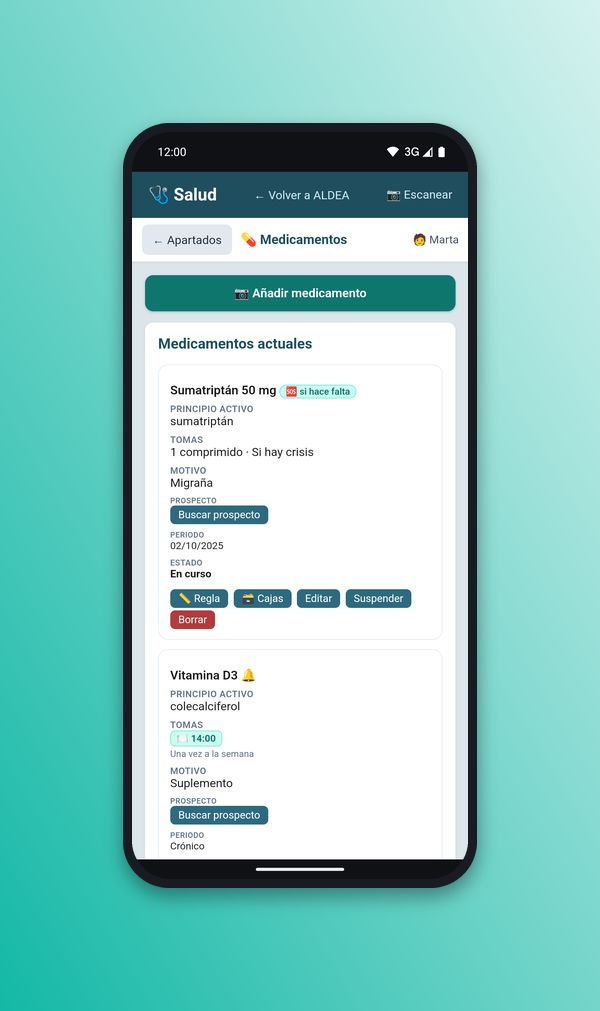 12:00 3G
🩺 Salud ← Volver a ALDEA 📷 Escanear
← Apartados 💊 Medicamentos 🧑 Marta
📷 Añadir medicamento
Medicamentos actuales
Sumatriptán 50 mg 🆘 si hace falta
PRINCIPIO ACTIVO
sumatriptán
TOMAS
1 comprimido · Si hay crisis
MOTIVO
Migraña
PROSPECTO
Buscar prospecto
PERIODO
02/10/2025
ESTADO
En curso
📏 Regla 🗃️ Cajas Editar Suspender
Borrar
Vitamina D3 🔔
PRINCIPIO ACTIVO
colecalciferol
TOMAS
🍽️ 14:00
Una vez a la semana
MOTIVO
Suplemento
PROSPECTO
Buscar prospecto
PERIODO
Crónico